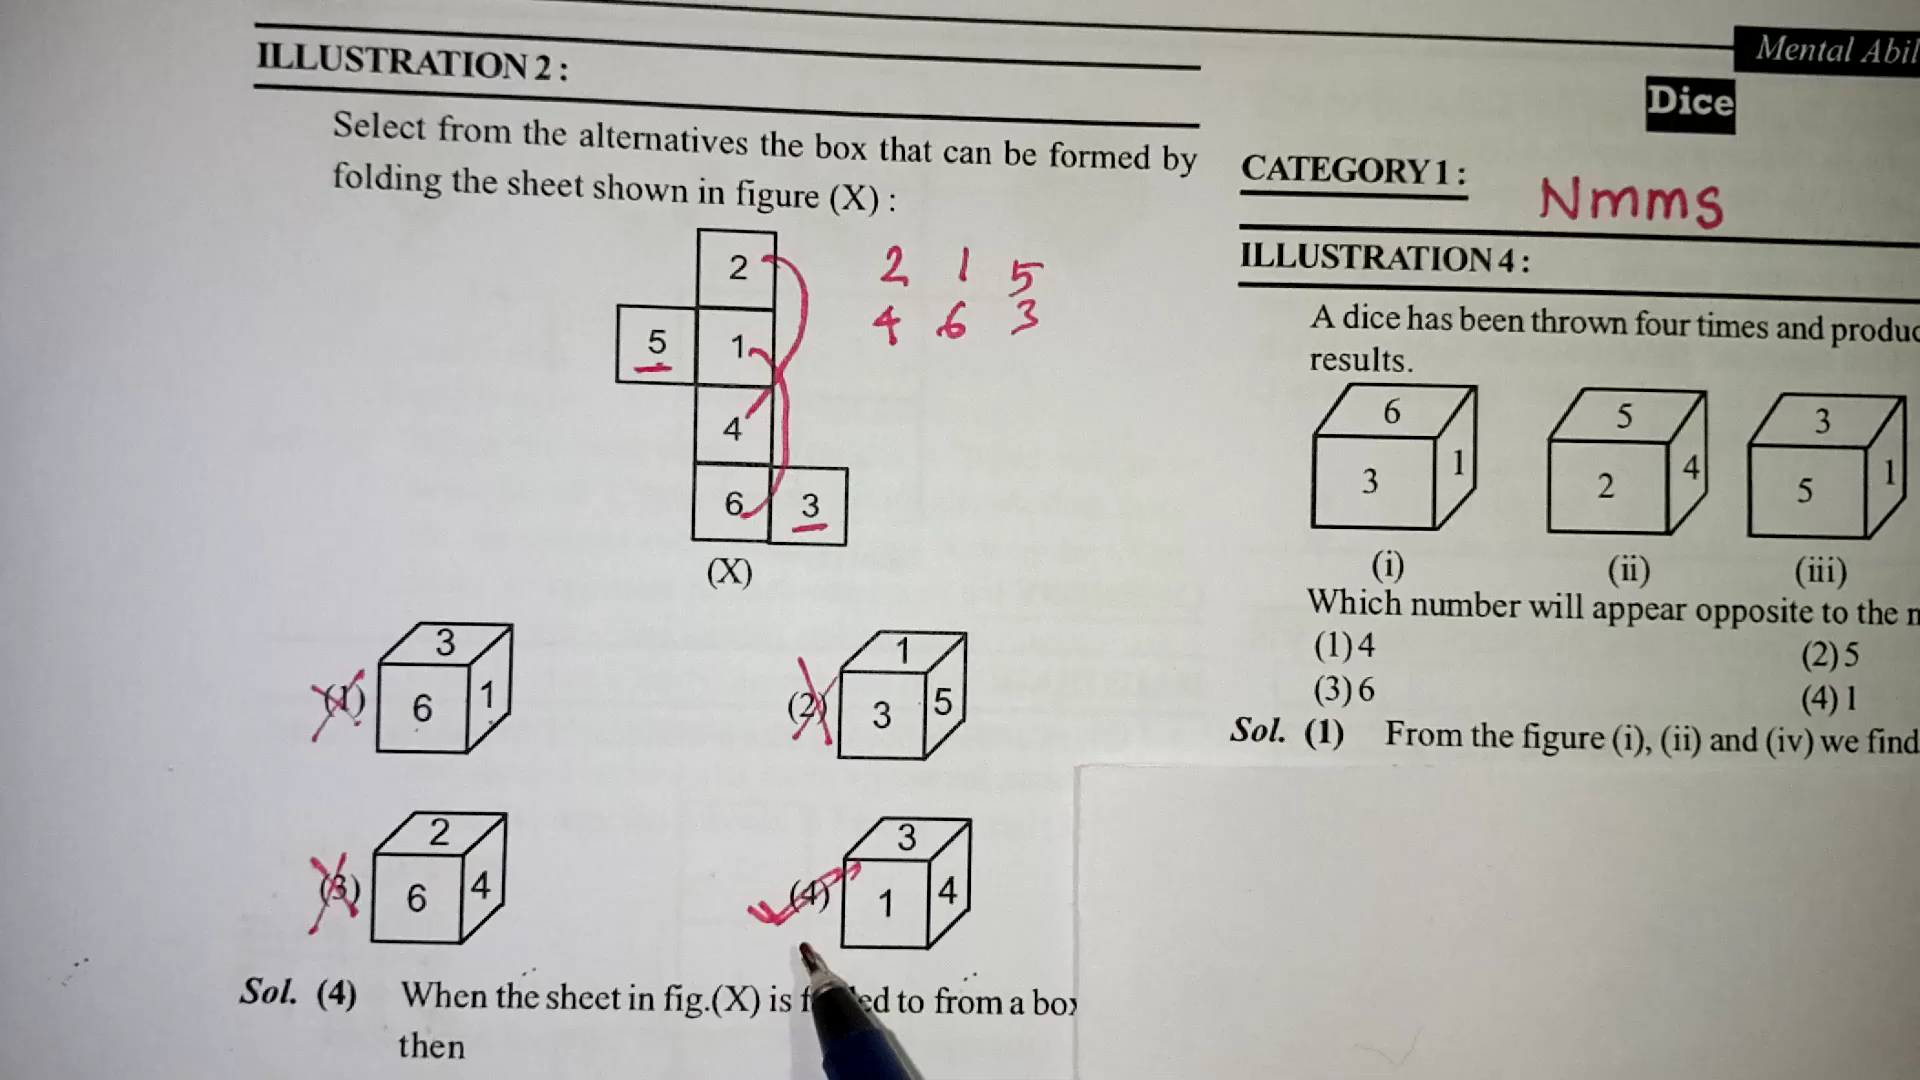 Mental Abil
ILLUSTRATION 2 :
Select from the alternatives the box that can be formed by
folding the sheet shown in figure (X) :
2
5 1
4
6 3
(X)
2 1 5
4 6 3
(1) 3 6 1
(2) 1 3 5
(3) 2 6 4
(4) 3 1 4
Sol. (4) When the sheet in fig.(X) is to from a box
then
Dice
CATEGORY 1 :
Nmms
ILLUSTRATION 4 :
A dice has been thrown four times and produc
results.
6 3 1
5 2 4
3 5 1
(i) (ii) (iii)
Which number will appear opposite to the n
(1) 4 (2) 5
(3) 6 (4) 1
Sol. (1) From the figure (i), (ii) and (iv) we find